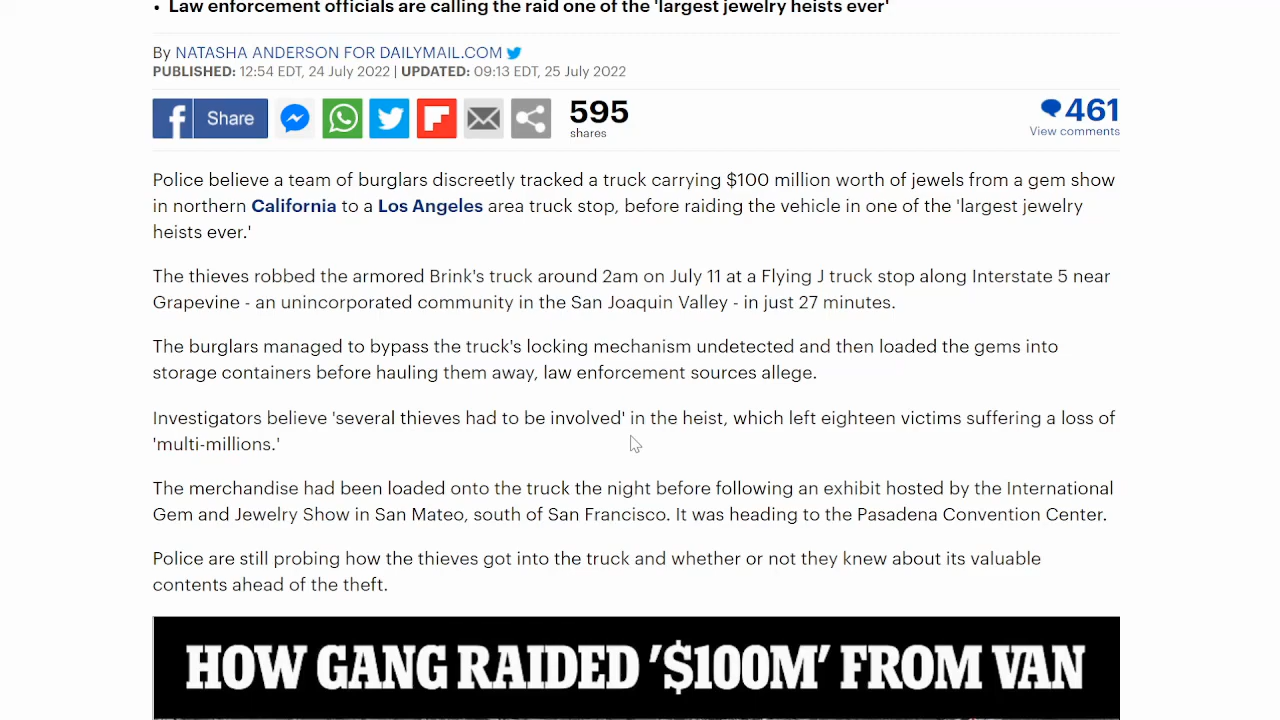 • Law enforcement officials are calling the raid one of the 'largest jewelry heists ever'
By NATASHA ANDERSON FOR DAILYMAIL.COM
PUBLISHED: 12:54 EDT, 24 July 2022 | UPDATED: 09:13 EDT, 25 July 2022
Share 595 461
shares View comments
Police believe a team of burglars discreetly tracked a truck carrying $100 million worth of jewels from a gem show
in northern California to a Los Angeles area truck stop, before raiding the vehicle in one of the 'largest jewelry
heists ever.'
The thieves robbed the armored Brink's truck around 2am on July 11 at a Flying J truck stop along Interstate 5 near
Grapevine - an unincorporated community in the San Joaquin Valley - in just 27 minutes.
The burglars managed to bypass the truck's locking mechanism undetected and then loaded the gems into
storage containers before hauling them away, law enforcement sources allege.
Investigators believe 'several thieves had to be involved' in the heist, which left eighteen victims suffering a loss of
'multi-millions.'
The merchandise had been loaded onto the truck the night before following an exhibit hosted by the International
Gem and Jewelry Show in San Mateo, south of San Francisco. It was heading to the Pasadena Convention Center.
Police are still probing how the thieves got into the truck and whether or not they knew about its valuable
contents ahead of the theft.
HOW GANG RAIDED '$100M' FROM VAN